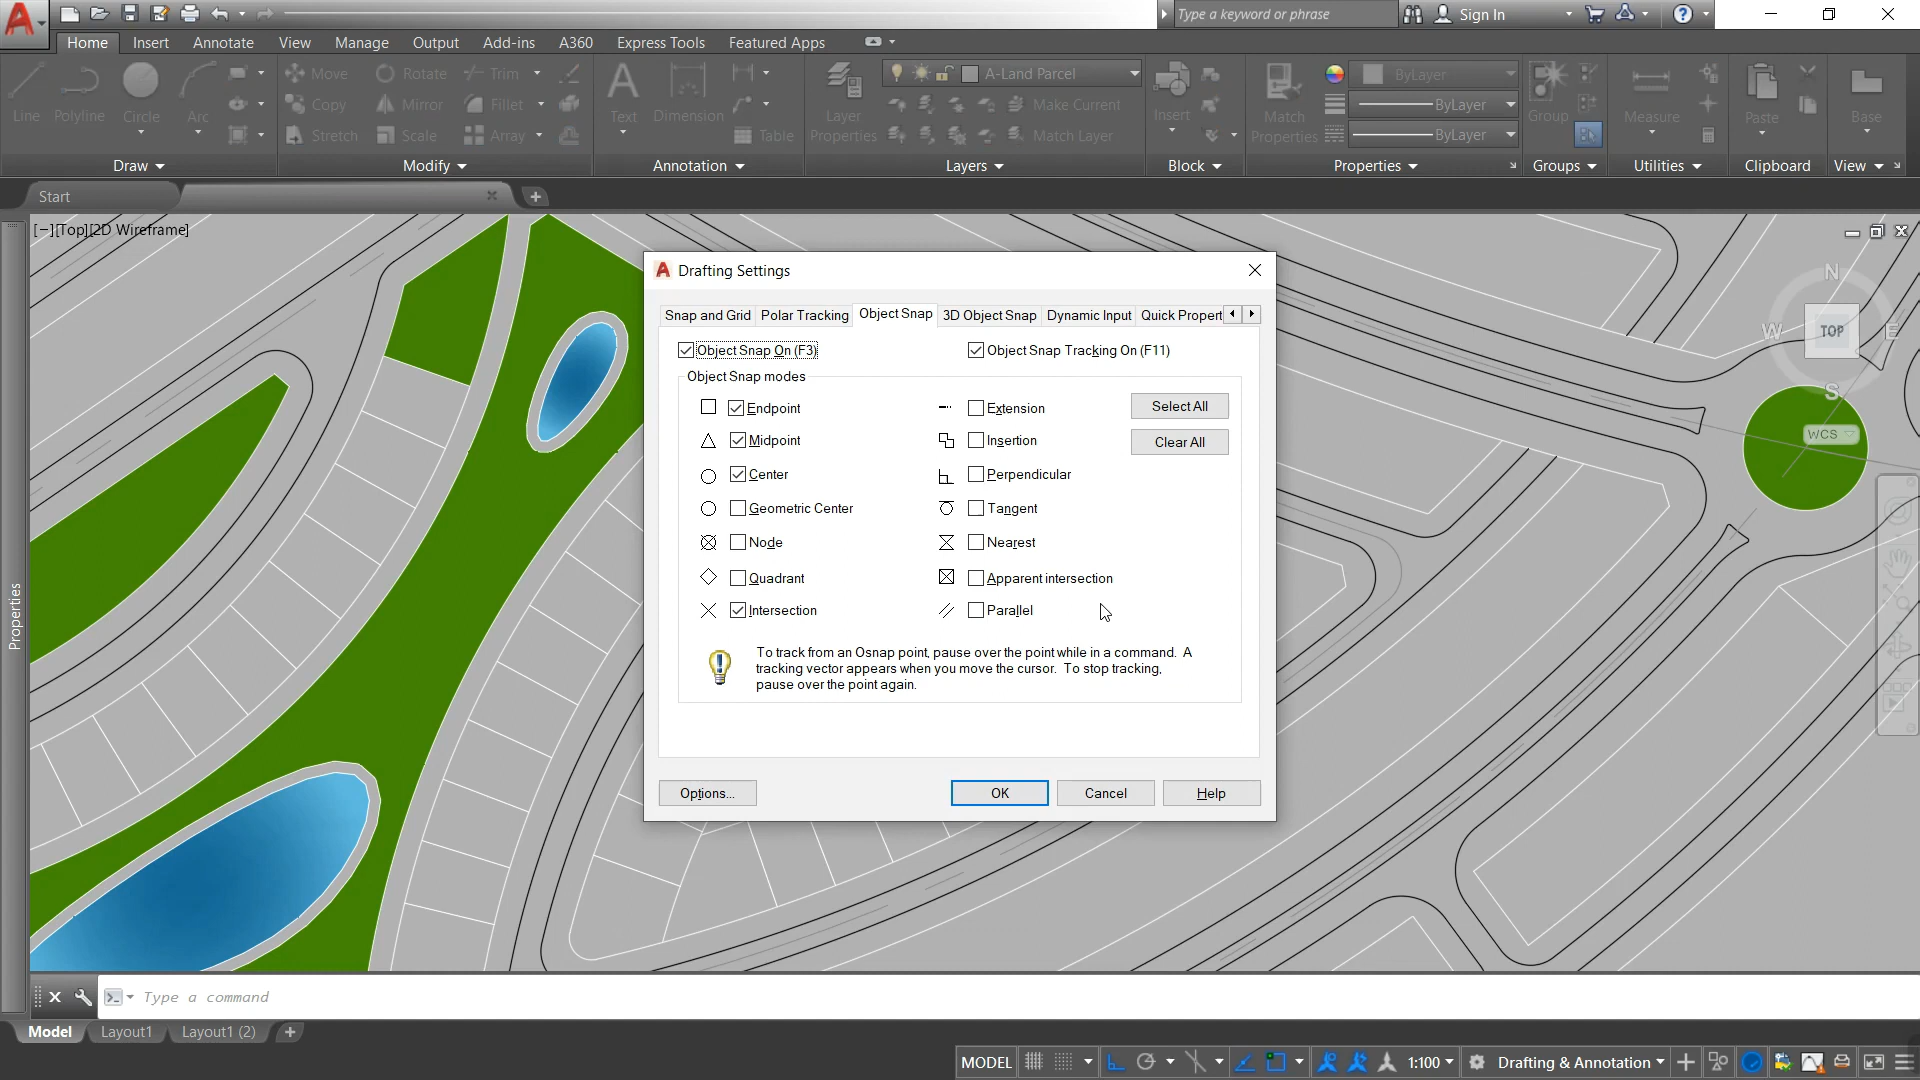 Type a keyword or phrase
Sign In
Home Insert Annotate View Manage Output Add-ins A360 Express Tools Featured Apps
Line Polyline Circle Arc
Move Rotate Trim
Copy Mirror Fillet
Stretch Scale Array
Text Dimension Table
Layer Properties
A-Land Parcel
Make Current
Match Layer
Insert
Match Properties
ByLayer
ByLayer
ByLayer
Group
Measure
Paste
Base
Draw Modify Annotation Layers Block Properties Groups Utilities Clipboard View
Start
[−][Top][2D Wireframe]
N
W TOP E
S
WCS
Properties
Drafting Settings
Snap and Grid Polar Tracking Object Snap 3D Object Snap Dynamic Input Quick Propert
Object Snap On (F3) Object Snap Tracking On (F11)
Object Snap modes
Endpoint Extension Select All
Midpoint Insertion Clear All
Center Perpendicular
Geometric Center Tangent
Node Nearest
Quadrant Apparent intersection
Intersection Parallel
To track from an Osnap point, pause over the point while in a command. A
tracking vector appears when you move the cursor. To stop tracking,
pause over the point again.
Options... OK Cancel Help
Type a command
Model Layout1 Layout1 (2)
MODEL 1:100 Drafting & Annotation